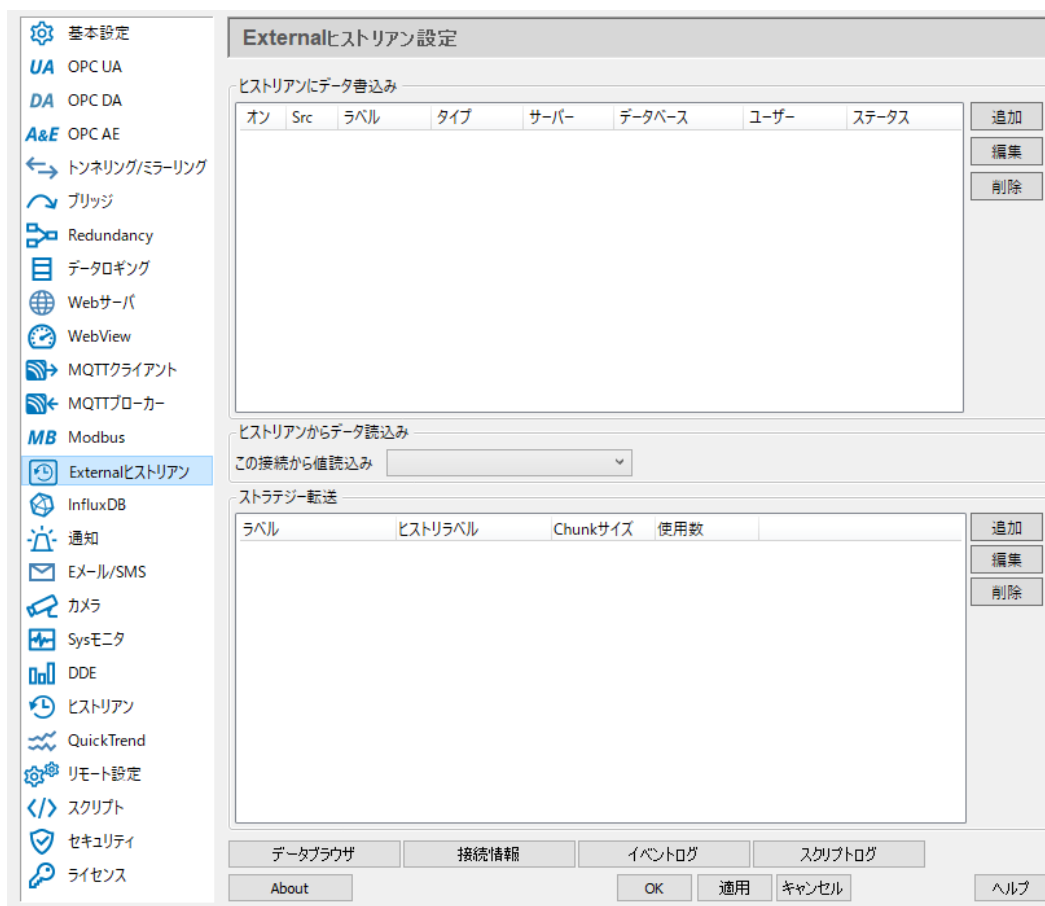 基本設定
UA OPC UA
DA OPC DA
A&E OPC AE
トンネリング/ミラーリング
ブリッジ
Redundancy
データロギング
Webサーバ
WebView
MQTTクライアント
MQTTブローカー
MB Modbus
Externalヒストリアン
InfluxDB
通知
Eメール/SMS
カメラ
Sysモニタ
DDE
ヒストリアン
QuickTrend
リモート設定
スクリプト
セキュリティ
ライセンス
Externalヒストリアン設定
ヒストリアンにデータ書込み
オン Src ラベル タイプ サーバー データベース ユーザー ステータス
追加
編集
削除
ヒストリアンからデータ読込み
この接続から値読込み
ストラテジー転送
ラベル ヒストリラベル Chunkサイズ 使用数
追加
編集
削除
データブラウザ 接続情報 イベントログ スクリプトログ
About OK 適用 キャンセル ヘルプ